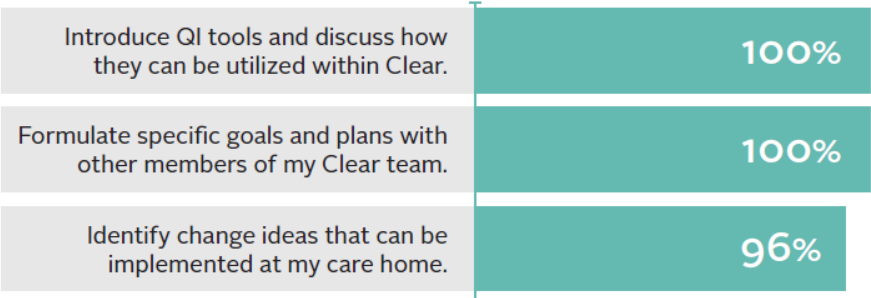 Introduce QI tools and discuss how
they can be utilized within Clear.
100%
Formulate specific goals and plans with
other members of my Clear team.
100%
Identify change ideas that can be
implemented at my care home.
96%